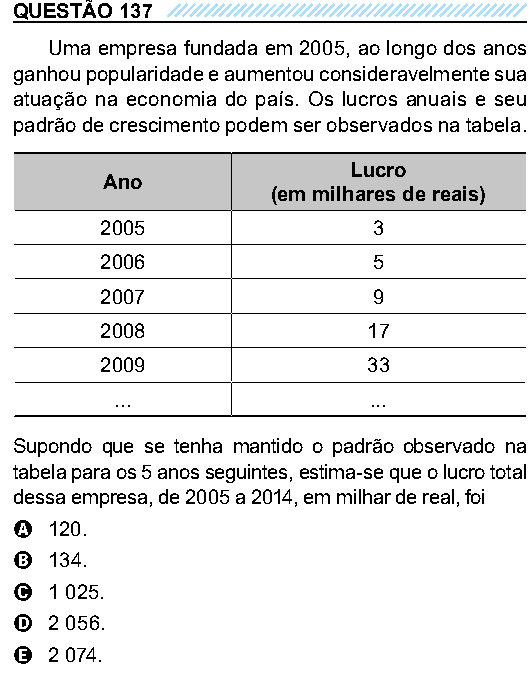 QUESTÃO 137
Uma empresa fundada em 2005, ao longo dos anos
ganhou popularidade e aumentou consideravelmente sua
atuação na economia do país. Os lucros anuais e seu
padrão de crescimento podem ser observados na tabela.
Ano
Lucro
(em milhares de reais)
2005 3
2006 5
2007 9
2008 17
2009 33
... ...
Supondo que se tenha mantido o padrão observado na
tabela para os 5 anos seguintes, estima-se que o lucro total
dessa empresa, de 2005 a 2014, em milhar de real, foi
A 120.
B 134.
C 1 025.
D 2 056.
E 2 074.